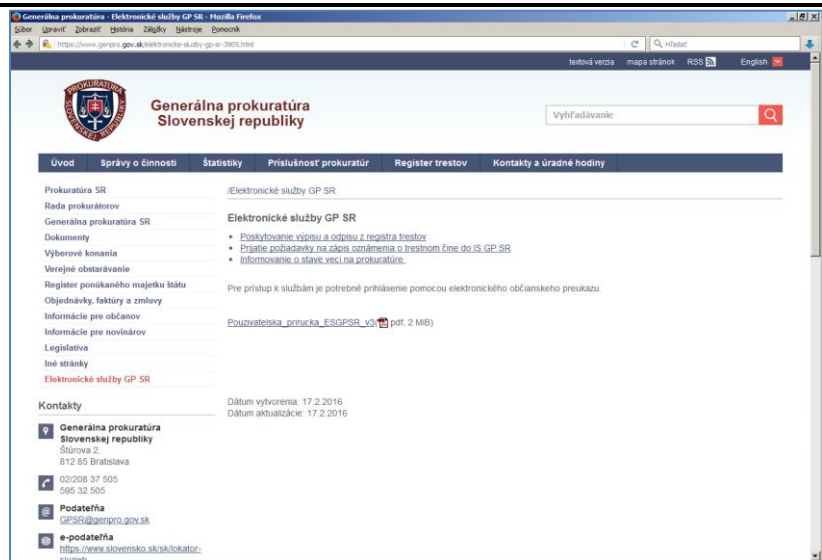 Generálna prokuratúra - Elektronické služby GP SR - Mozilla Firefox
Súbor Upraviť Zobraziť História Záložky Nástroje Pomocník
https://www.genpro.gov.sk/elektronicke-sluzby-gp-sr-3905.html
Hľadať
textová verzia mapa stránok RSS English
PROKURATÚRA SLOVENSKEJ REPUBLIKY
Generálna prokuratúra
Slovenskej republiky
Vyhľadávanie
Úvod Správy o činnosti Štatistiky Príslušnosť prokuratúr Register trestov Kontakty a úradné hodiny
Prokuratúra SR
Rada prokurátorov
Generálna prokuratúra SR
Dokumenty
Výberové konania
Verejné obstarávanie
Register ponúkaného majetku štátu
Objednávky, faktúry a zmluvy
Informácie pre občanov
Informácie pre novinárov
Legislatíva
Iné stránky
Elektronické služby GP SR
/Elektronické služby GP SR
Elektronické služby GP SR
• Poskytovanie výpisu a odpisu z registra trestov
• Prijatie požiadavky na zápis oznámenia o trestnom čine do IS GP SR
• Informovanie o stave veci na prokuratúre
Pre prístup k službám je potrebné prihlásenie pomocou elektronického občianskeho preukazu.
Pouzivatelska_prirucka_ESGPSR_v3( pdf, 2 MiB)
Dátum vytvorenia: 17.2.2016
Dátum aktualizácie: 17.2.2016
Kontakty
Generálna prokuratúra
Slovenskej republiky
Štúrova 2,
812 85 Bratislava
02/208 37 505
595 32 505
Podateľňa
GPSR@genpro.gov.sk
e-podateľňa
https://www.slovensko.sk/sk/lokator-
sluzieb